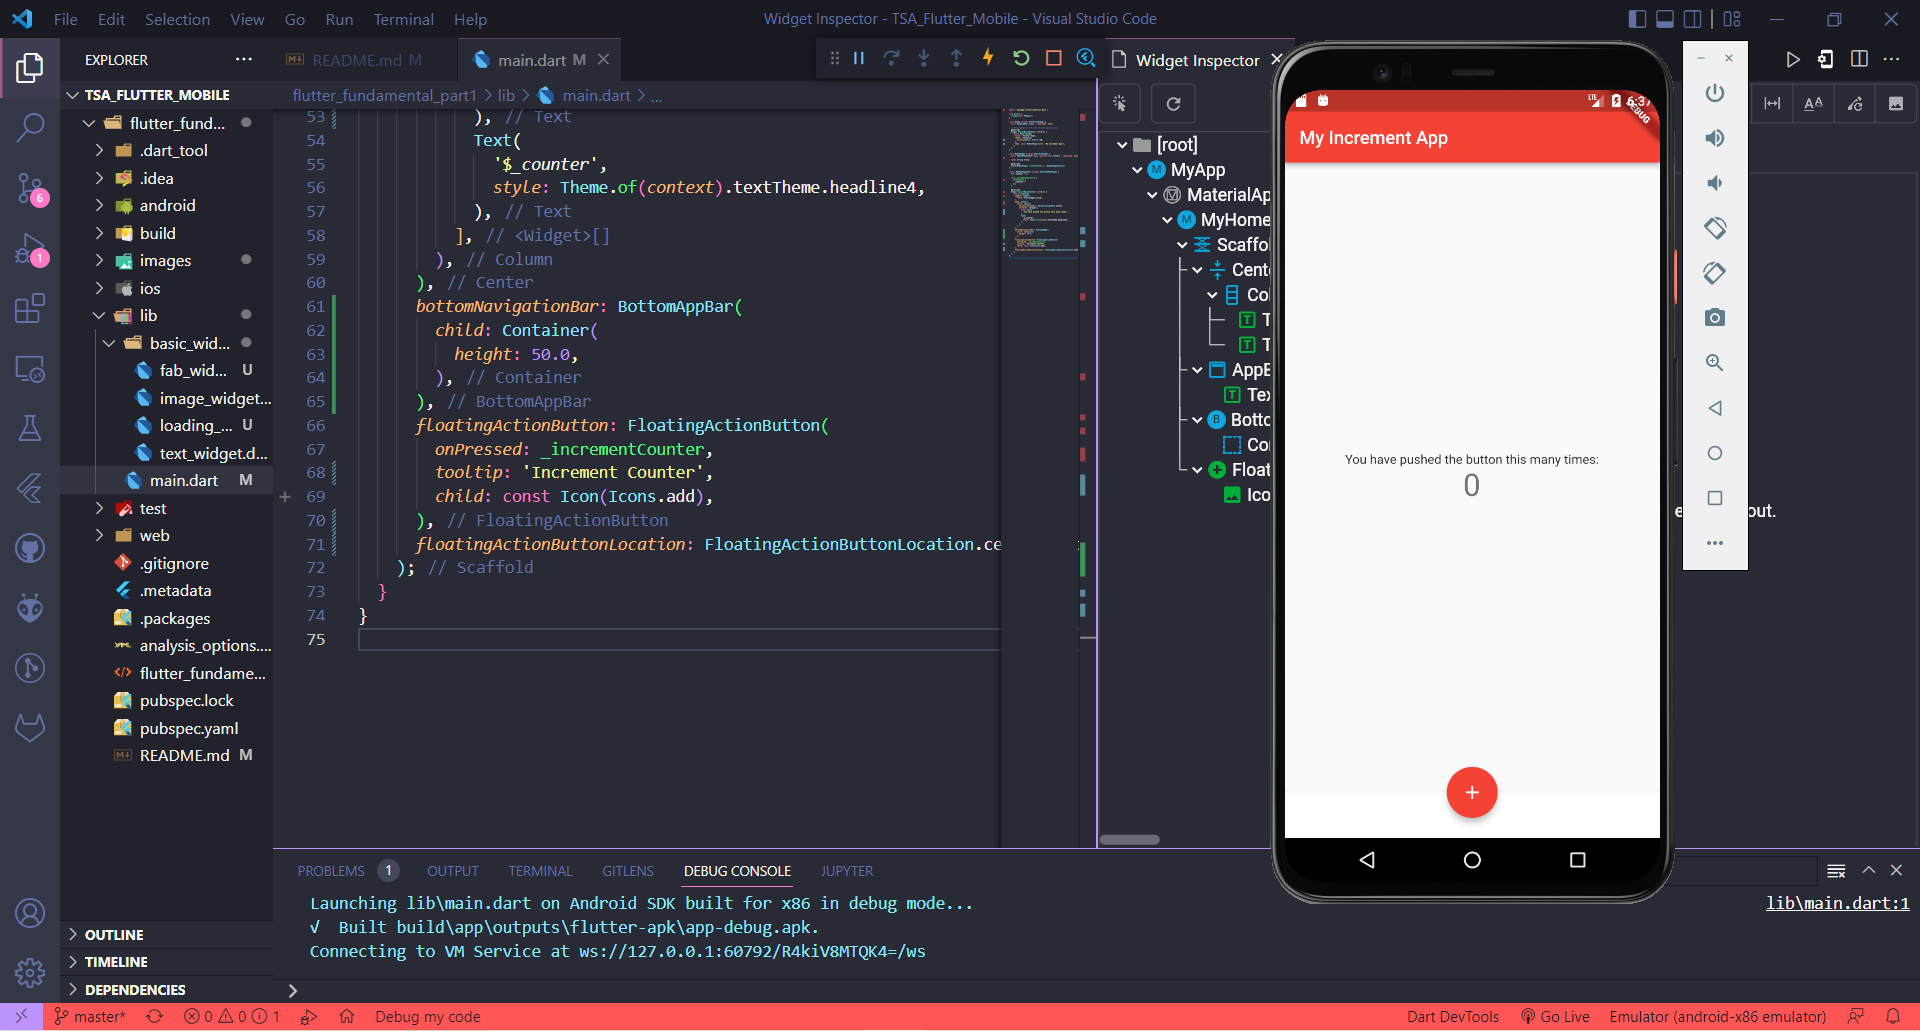 File Edit Selection View Go Run Terminal Help
Widget Inspector - TSA_Flutter_Mobile - Visual Studio Code
EXPLORER
TSA_FLUTTER_MOBILE
flutter_fund...
.dart_tool
.idea
android
build
images
ios
lib
basic_wid...
fab_wid... U
image_widget...
loading_... U
text_widget.d...
main.dart M
test
web
.gitignore
.metadata
.packages
analysis_options....
flutter_fundame...
pubspec.lock
pubspec.yaml
README.md M
OUTLINE
TIMELINE
DEPENDENCIES
6
1
README.md M
main.dart M
flutter_fundamental_part1 > lib > main.dart > ...
53 ), // Text
54 Text(
55 '$_counter',
56 style: Theme.of(context).textTheme.headline4,
57 ), // Text
58 ], // <Widget>[]
59 ), // Column
60 ), // Center
61 bottomNavigationBar: BottomAppBar(
62 child: Container(
63 height: 50.0,
64 ), // Container
65 ), // BottomAppBar
66 floatingActionButton: FloatingActionButton(
67 onPressed: _incrementCounter,
68 tooltip: 'Increment Counter',
69 child: const Icon(Icons.add),
70 ), // FloatingActionButton
71 floatingActionButtonLocation: FloatingActionButtonLocation.ce
72 ); // Scaffold
73 }
74 }
75
Widget Inspector
[root]
MyApp
MaterialAp
MyHome
Scaffol
Cente
Col
T
T
AppB
Tex
Botto
Cor
Float
Ico
out.
LTE
DEBUG
My Increment App
You have pushed the button this many times:
0
PROBLEMS 1 OUTPUT TERMINAL GITLENS DEBUG CONSOLE JUPYTER
Launching lib\main.dart on Android SDK built for x86 in debug mode...
√ Built build\app\outputs\flutter-apk\app-debug.apk.
Connecting to VM Service at ws://127.0.0.1:60792/R4kiV8MTQK4=/ws
lib\main.dart:1
master* 0 0 1 Debug my code
Dart DevTools Go Live Emulator (android-x86 emulator)